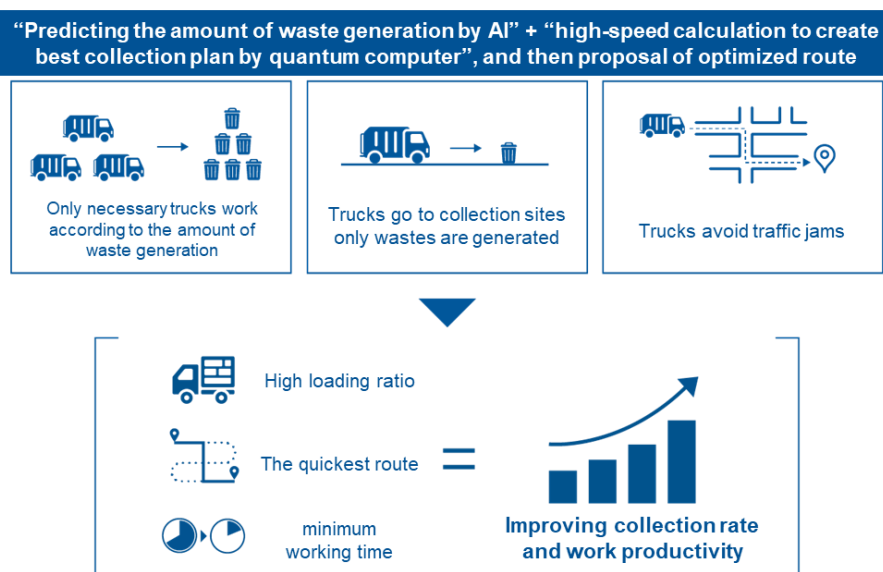 “Predicting the amount of waste generation by AI” + “high-speed calculation to create
best collection plan by quantum computer”, and then proposal of optimized route
Only necessary trucks work
according to the amount of
waste generation
Trucks go to collection sites
only wastes are generated
Trucks avoid traffic jams
High loading ratio
The quickest route
minimum
working time
=
Improving collection rate
and work productivity